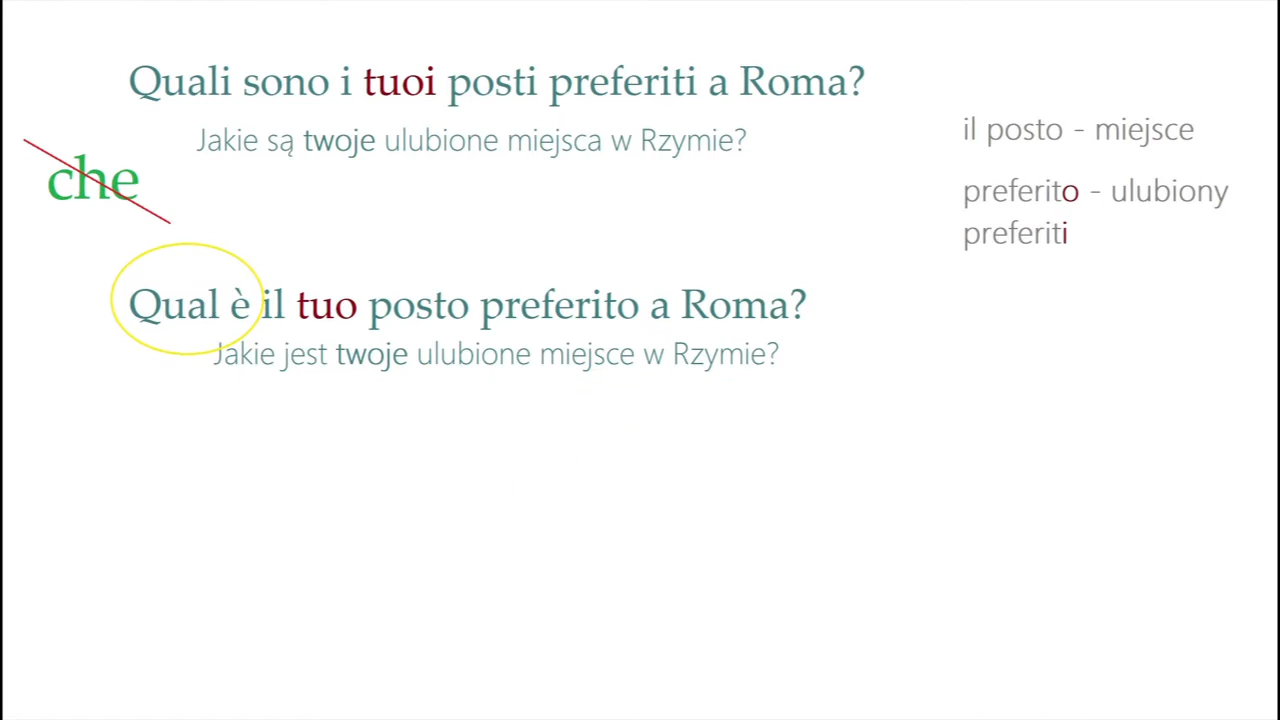 Quali sono i tuoi posti preferiti a Roma?
Jakie są twoje ulubione miejsca w Rzymie?
che
Qual è il tuo posto preferito a Roma?
Jakie jest twoje ulubione miejsce w Rzymie?
il posto - miejsce
preferito - ulubiony
preferiti